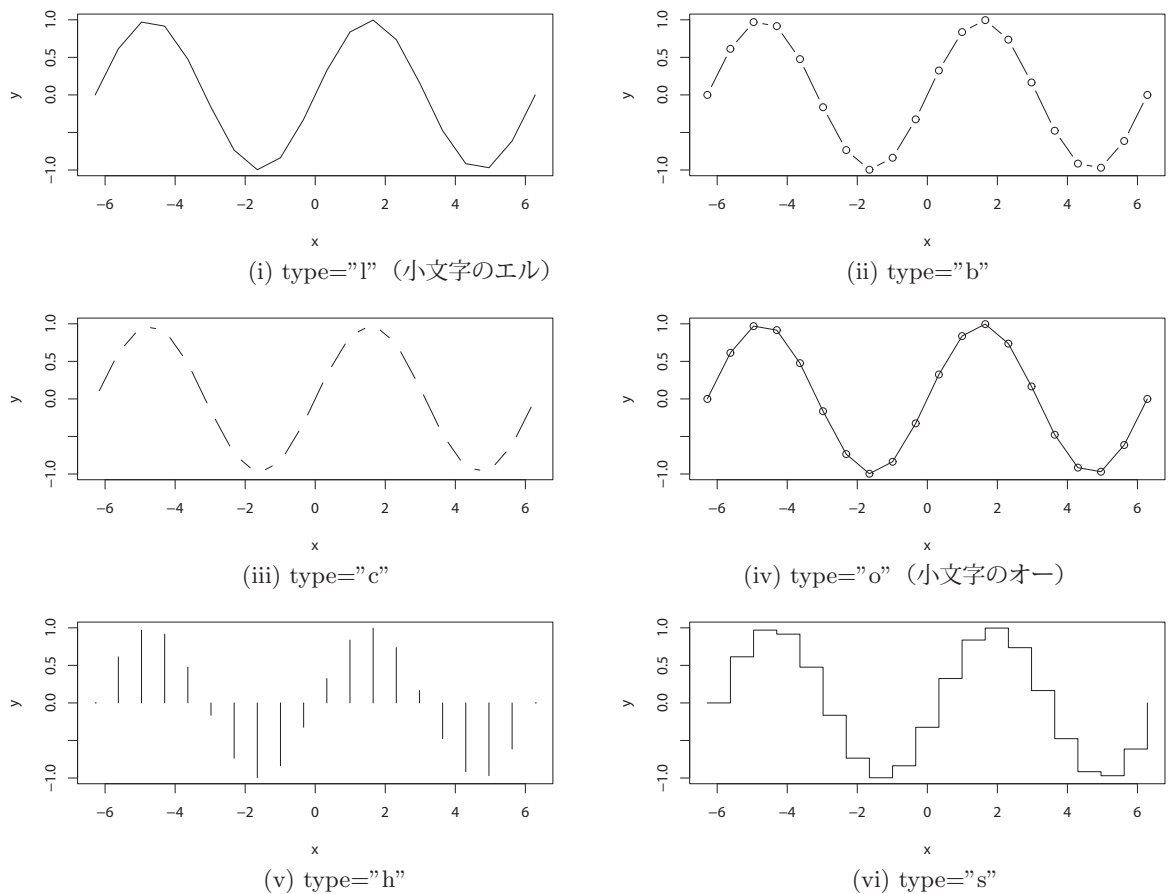 1.0
0.5
0.0
−1.0
y
−6 −4 −2 0 2 4 6
x
(i) type=”l”（小文字のエル）
1.0
0.5
0.0
−1.0
y
−6 −4 −2 0 2 4 6
x
(ii) type=”b”
1.0
0.5
0.0
−1.0
y
−6 −4 −2 0 2 4 6
x
(iii) type=”c”
1.0
0.5
0.0
−1.0
y
−6 −4 −2 0 2 4 6
x
(iv) type=”o”（小文字のオー）
1.0
0.5
0.0
−1.0
y
−6 −4 −2 0 2 4 6
x
(v) type=”h”
1.0
0.5
0.0
−1.0
y
−6 −4 −2 0 2 4 6
x
(vi) type=”s”